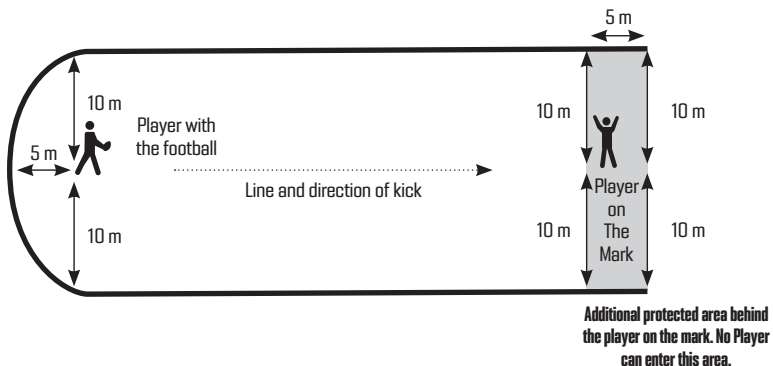 5 m
10 m
10 m
10 m
Player with
the football
5 m
Line and direction of kick
Player
on
The
Mark
10 m
10 m
10 m
Additional protected area behind
the player on the mark. No Player
can enter this area.